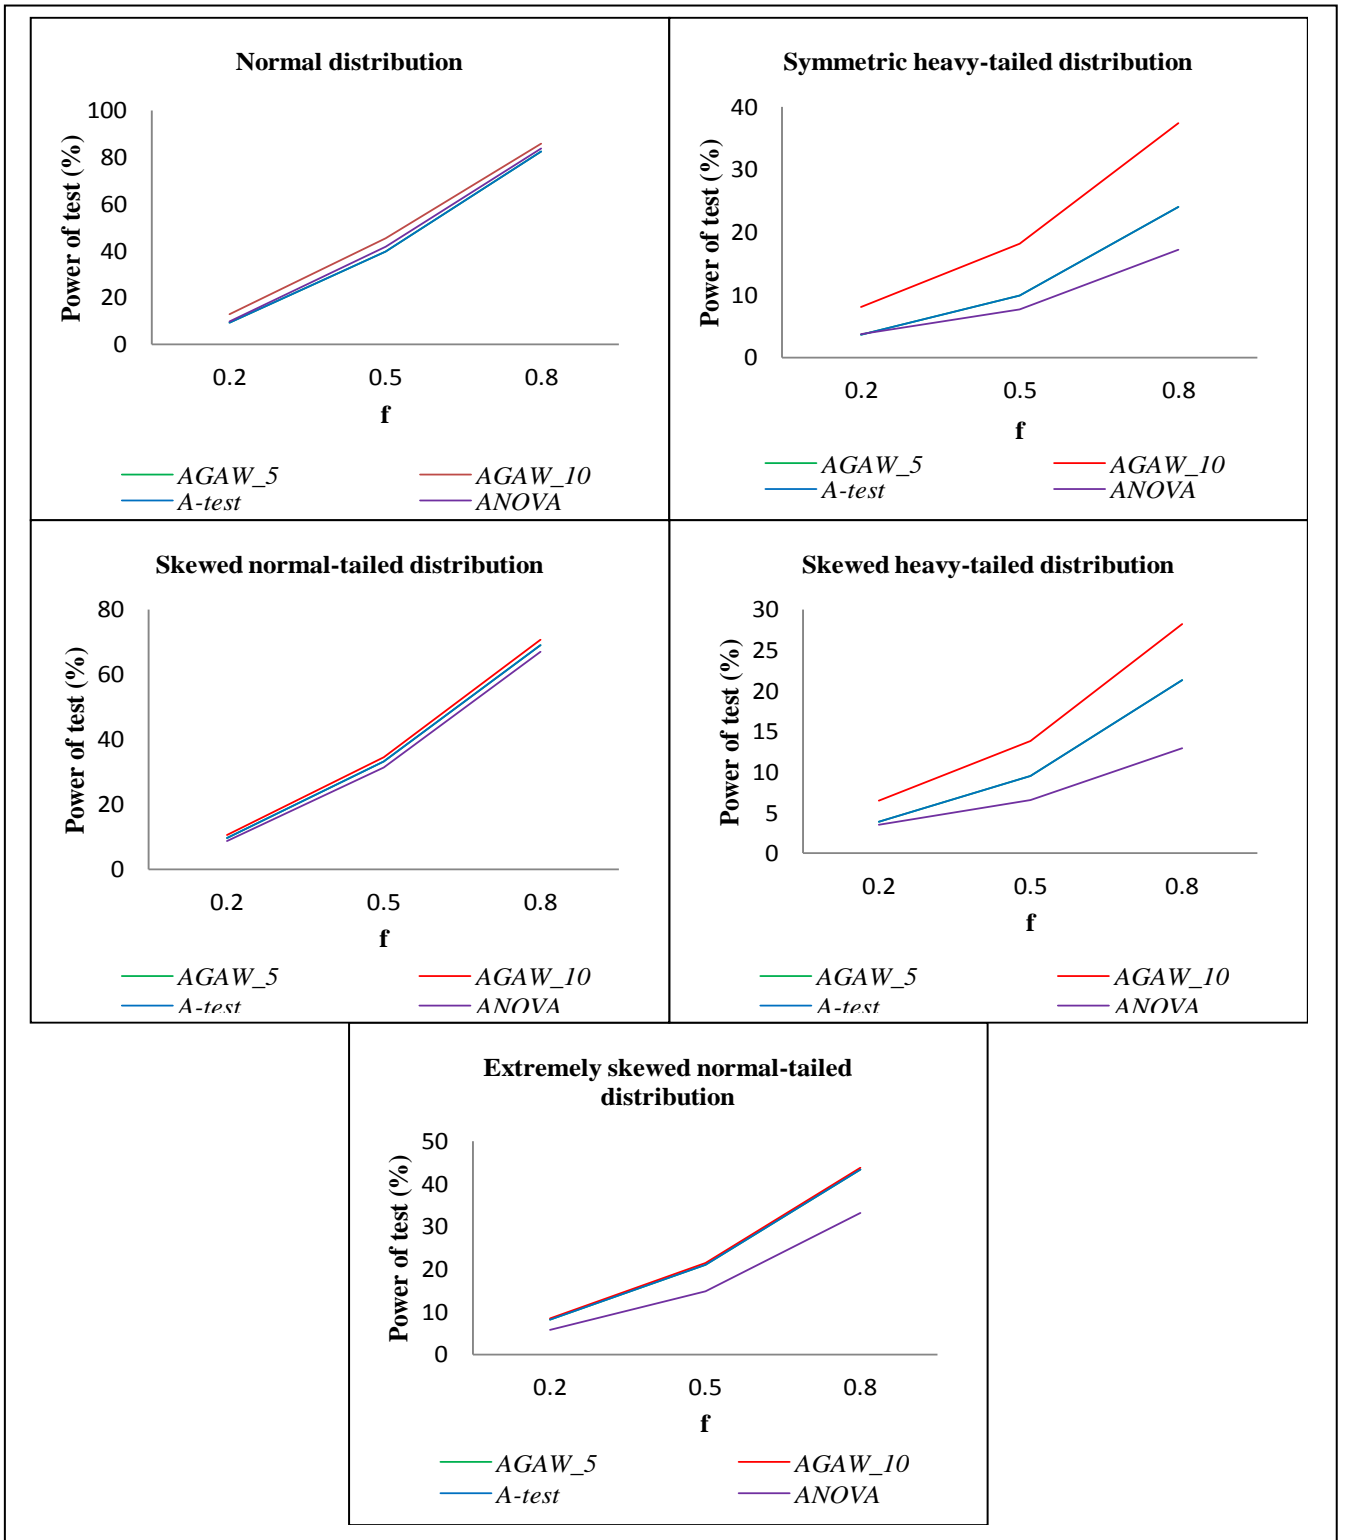 Normal distribution
Power of test (%)
100
80
60
40
20
0
0.2 0.5 0.8
f
AGAW_5 AGAW_10
A-test ANOVA
Symmetric heavy-tailed distribution
Power of test (%)
40
30
20
10
0
0.2 0.5 0.8
f
AGAW_5 AGAW_10
A-test ANOVA
Skewed normal-tailed distribution
Power of test (%)
80
60
40
20
0
0.2 0.5 0.8
f
AGAW_5 AGAW_10
A-test ANOVA
Skewed heavy-tailed distribution
Power of test (%)
30
25
20
15
10
5
0
0.2 0.5 0.8
f
AGAW_5 AGAW_10
A-test ANOVA
Extremely skewed normal-tailed
distribution
Power of test (%)
50
40
30
20
10
0
0.2 0.5 0.8
f
AGAW_5 AGAW_10
A-test ANOVA